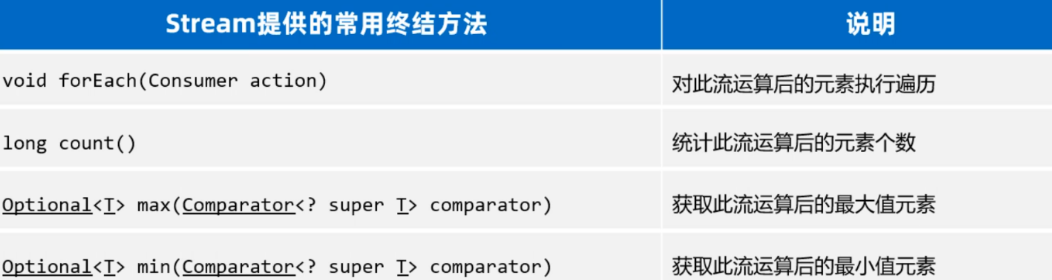 Stream提供的常用终结方法 说明
void forEach(Consumer action) 对此流运算后的元素执行遍历
long count() 统计此流运算后的元素个数
Optional<T> max(Comparator<? super T> comparator) 获取此流运算后的最大值元素
Optional<T> min(Comparator<? super T> comparator) 获取此流运算后的最小值元素